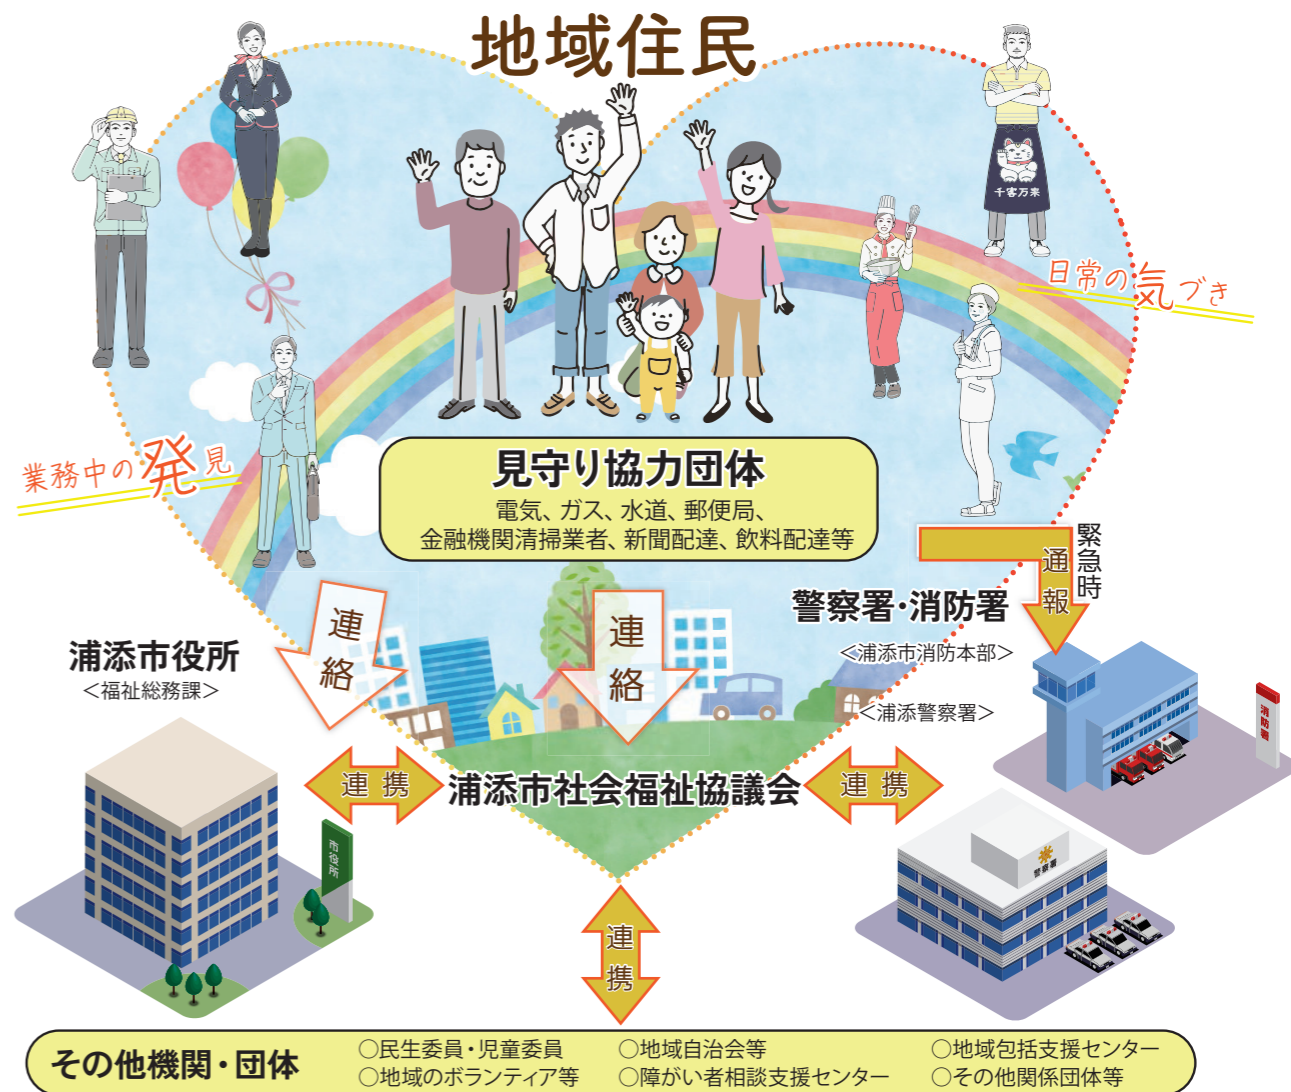 地域住民
千客万来
日常の気づき
業務中の発見
見守り協力団体
電気、ガス、水道、郵便局、
金融機関清掃業者、新聞配達、飲料配達等
緊急時
通報
連絡
連絡
警察署・消防署
＜浦添市消防本部＞
＜浦添警察署＞
浦添市役所
＜福祉総務課＞
消防署
連携
浦添市社会福祉協議会
連携
市役所
警察署
連携
その他機関・団体
○民生委員・児童委員
○地域自治会等
○地域包括支援センター
○地域のボランティア等
○障がい者相談支援センター
○その他関係団体等